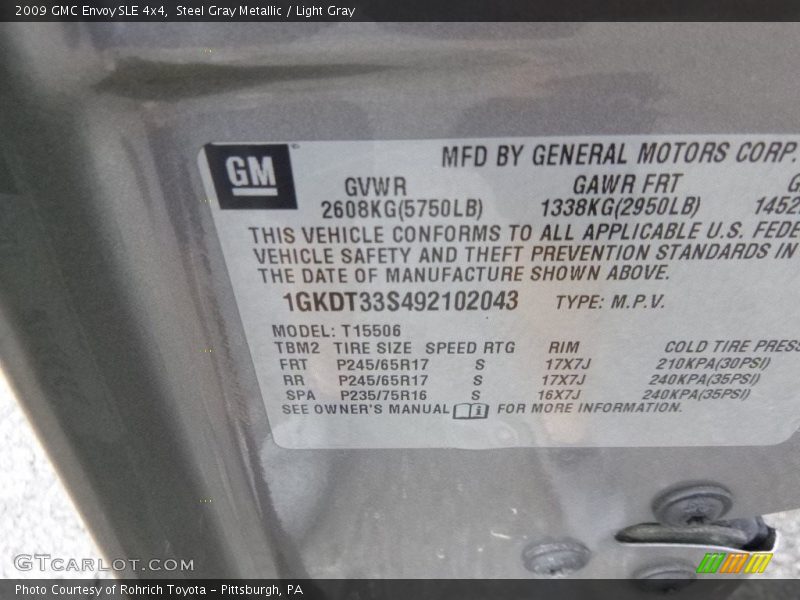 2009 GMC Envoy SLE 4x4, Steel Gray Metallic / Light Gray
GM
MFD BY GENERAL MOTORS CORP.
GVWR GAWR FRT G
2608KG(5750LB) 1338KG(2950LB) 1452
THIS VEHICLE CONFORMS TO ALL APPLICABLE U.S. FEDE
VEHICLE SAFETY AND THEFT PREVENTION STANDARDS IN
THE DATE OF MANUFACTURE SHOWN ABOVE.
1GKDT33S492102043 TYPE: M.P.V.
MODEL: T15506
TBM2 TIRE SIZE SPEED RTG RIM COLD TIRE PRESS
FRT P245/65R17 S 17X7J 210KPA(30PSI)
RR P245/65R17 S 17X7J 240KPA(35PSI)
SPA P235/75R16 S 16X7J 240KPA(35PSI)
SEE OWNER'S MANUAL FOR MORE INFORMATION.
GTCARLOT.COM
Photo Courtesy of Rohrich Toyota - Pittsburgh, PA